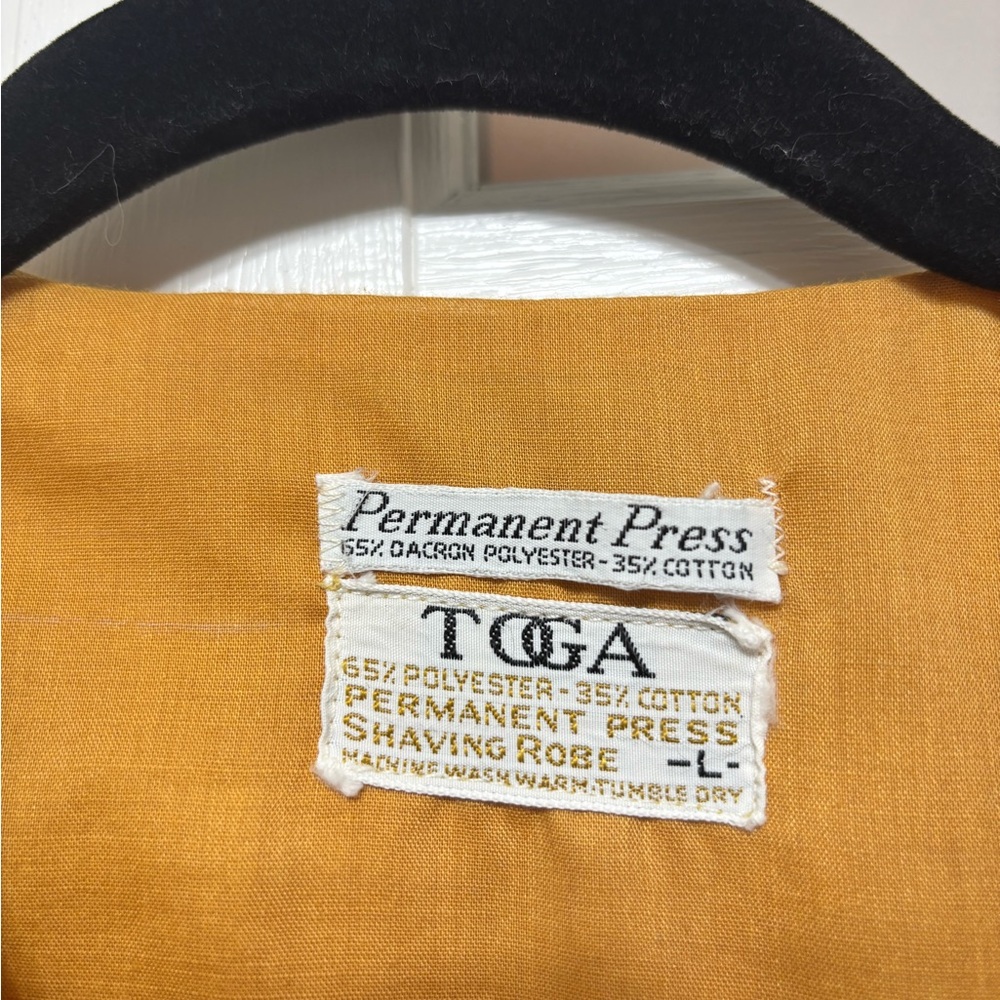 Permanent Press
65% DACRON POLYESTER-35% COTTON
TOGA
65% POLYESTER-35% COTTON
PERMANENT PRESS
SHAVING ROBE -L-
MACHINE WASH WARM.TUMBLE DRY